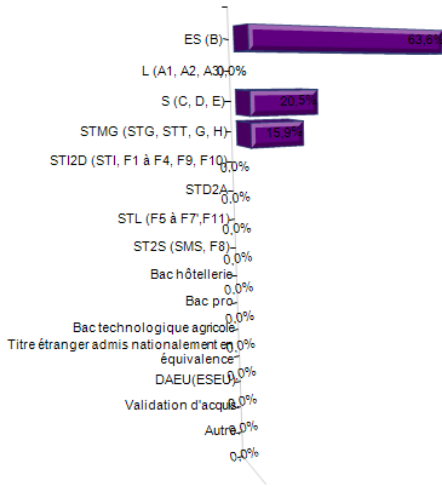 ES (B) 63,6%
L (A1, A2, A3) 0,0%
S (C, D, E) 20,5%
STMG (STG, STT, G, H) 15,9%
STI2D (STI, F1 à F4, F9, F10) 0,0%
STD2A 0,0%
STL (F5 à F7',F11) 0,0%
ST2S (SMS, F8) 0,0%
Bac hôtellerie 0,0%
Bac pro 0,0%
Bac technologique agricole 0,0%
Titre étranger admis nationalement en
équivalence 0,0%
DAEU(ESEU) 0,0%
Validation d'acquis 0,0%
Autre 0,0%